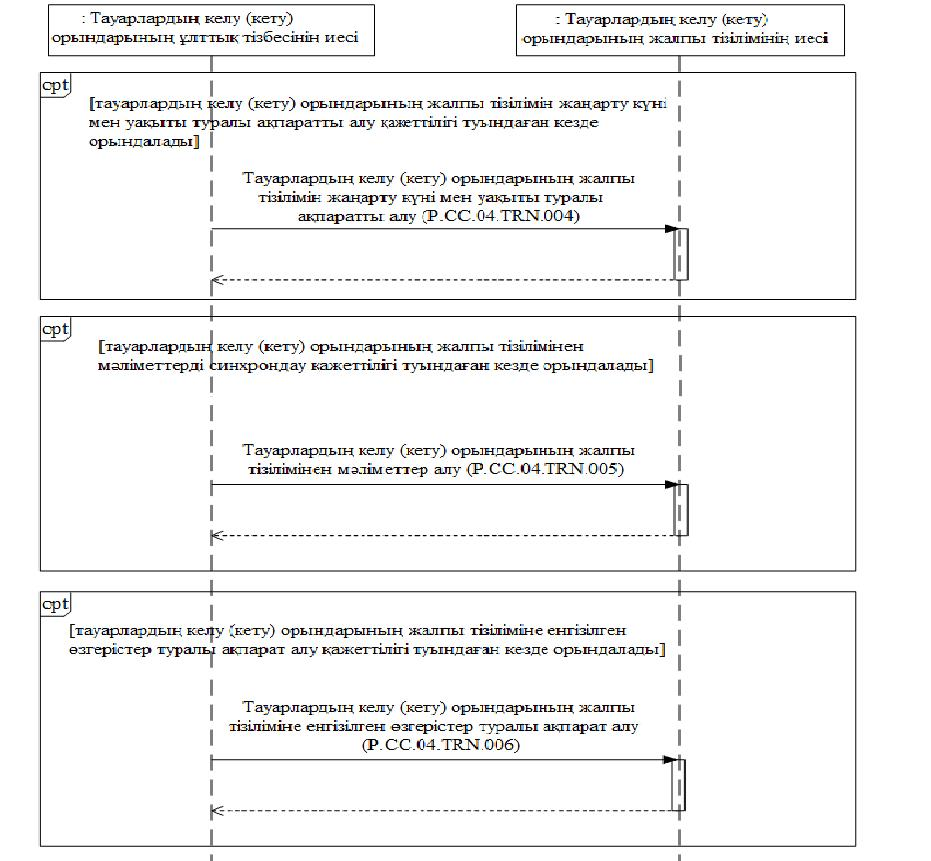 : Тауарлардың келу (кету)
орындарының ұлттық тізбесінің иесі
: Тауарлардың келу (кету)
орындарының жалпы тізілімінің иесі
opt
[тауарлардың келу (кету) орындарының жалпы тізілімін жаңарту күні
мен уақыты туралы ақпаратты алу қажеттілігі туындаған кезде
орындалады]
Тауарлардың келу (кету) орындарының жалпы
тізілімін жаңарту күні мен уақыты туралы
ақпаратты алу (P.CC.04.TRN.004)
opt
[тауарлардың келу (кету) орындарының жалпы тізілімінен
мәліметтерді синхрондау қажеттілігі туындаған кезде орындалады]
Тауарлардың келу (кету) орындарының жалпы
тізілімінен мәліметтер алу (P.CC.04.TRN.005)
opt
[тауарлардың келу (кету) орындарының жалпы тізіліміне енгізілген
өзгерістер туралы ақпарат алу қажеттілігі туындаған кезде орындалады]
Тауарлардың келу (кету) орындарының жалпы
тізіліміне енгізілген өзгерістер туралы ақпарат алу
(P.CC.04.TRN.006)